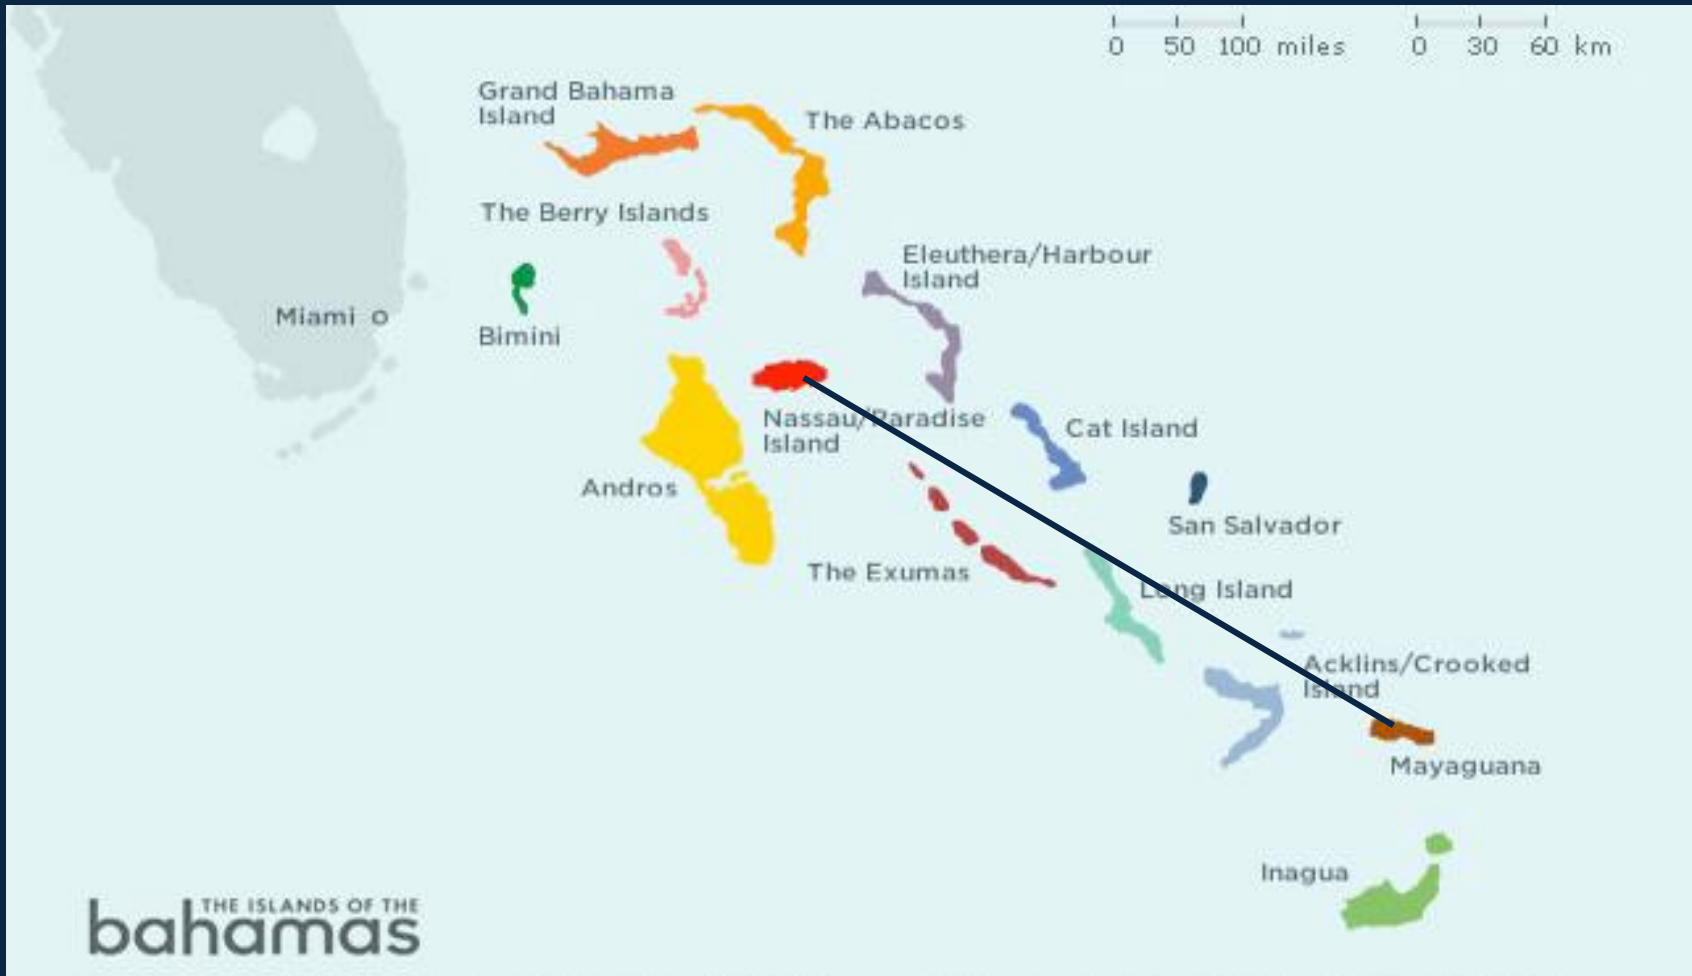 0 50 100 miles 0 30 60 km
Grand Bahama
Island
The Abacos
The Berry Islands
Eleuthera/Harbour
Island
Miami
Bimini
Nassau/Paradise
Island
Cat Island
Andros
San Salvador
The Exumas
Long Island
Acklins/Crooked
Island
Mayaguana
Inagua
THE ISLANDS OF THE
bahamas